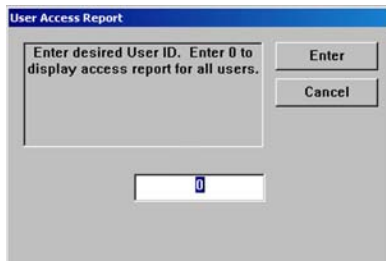 User Access Report
Enter desired User ID. Enter 0 to
display access report for all users.
Enter
Cancel
0